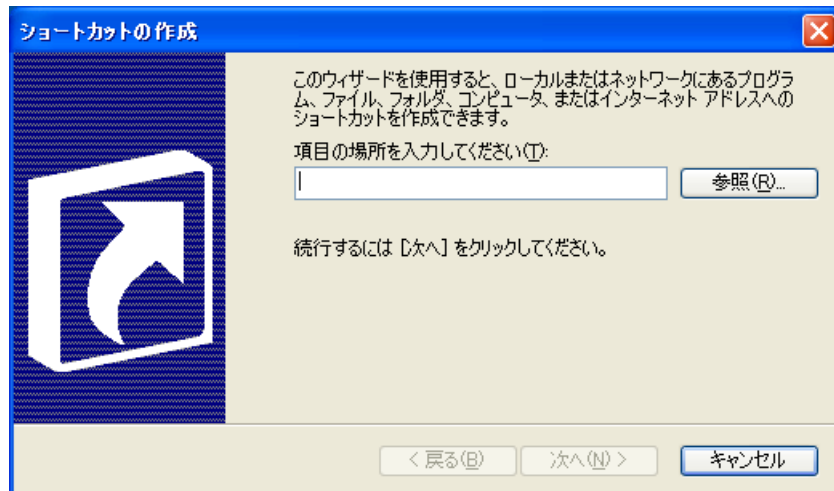 ショートカットの作成
このウィザードを使用すると、ローカルまたはネットワークにあるプログラ
ム、ファイル、フォルダ、コンピュータ、またはインターネット アドレスへの
ショートカットを作成できます。
項目の場所を入力してください(T):
参照(R)...
続行するには [次へ] をクリックしてください。
< 戻る(B)
次へ(N) >
キャンセル